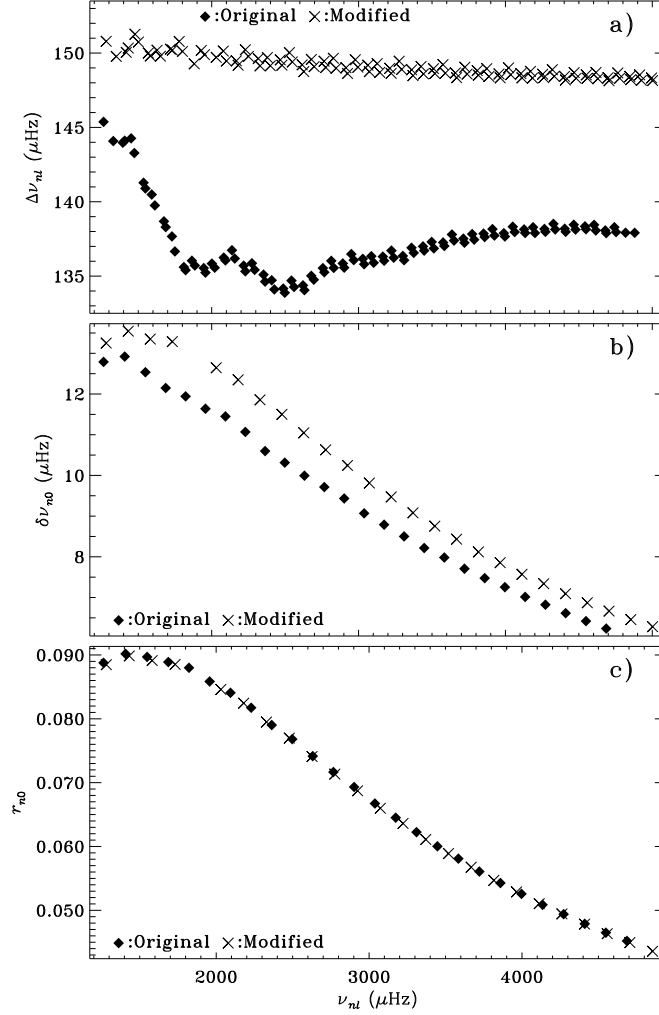 ◆:Original ×:Modified
a)
150
145
140
135
Δν_nl (μHz)
b)
12
10
8
δν_n0 (μHz)
◆:Original ×:Modified
c)
0.090
0.080
0.070
0.060
0.050
r_n0
◆:Original ×:Modified
2000 3000 4000
ν_nl (μHz)